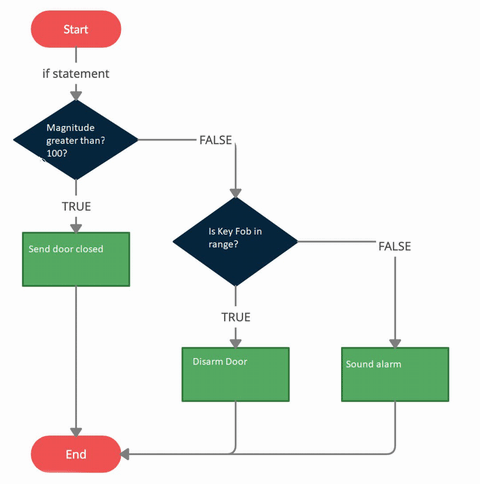 Start
if statement
Magnitude
greater than?
100?
FALSE
TRUE
Send door closed
Is Key Fob in
range?
FALSE
TRUE
Disarm Door
Sound alarm
End